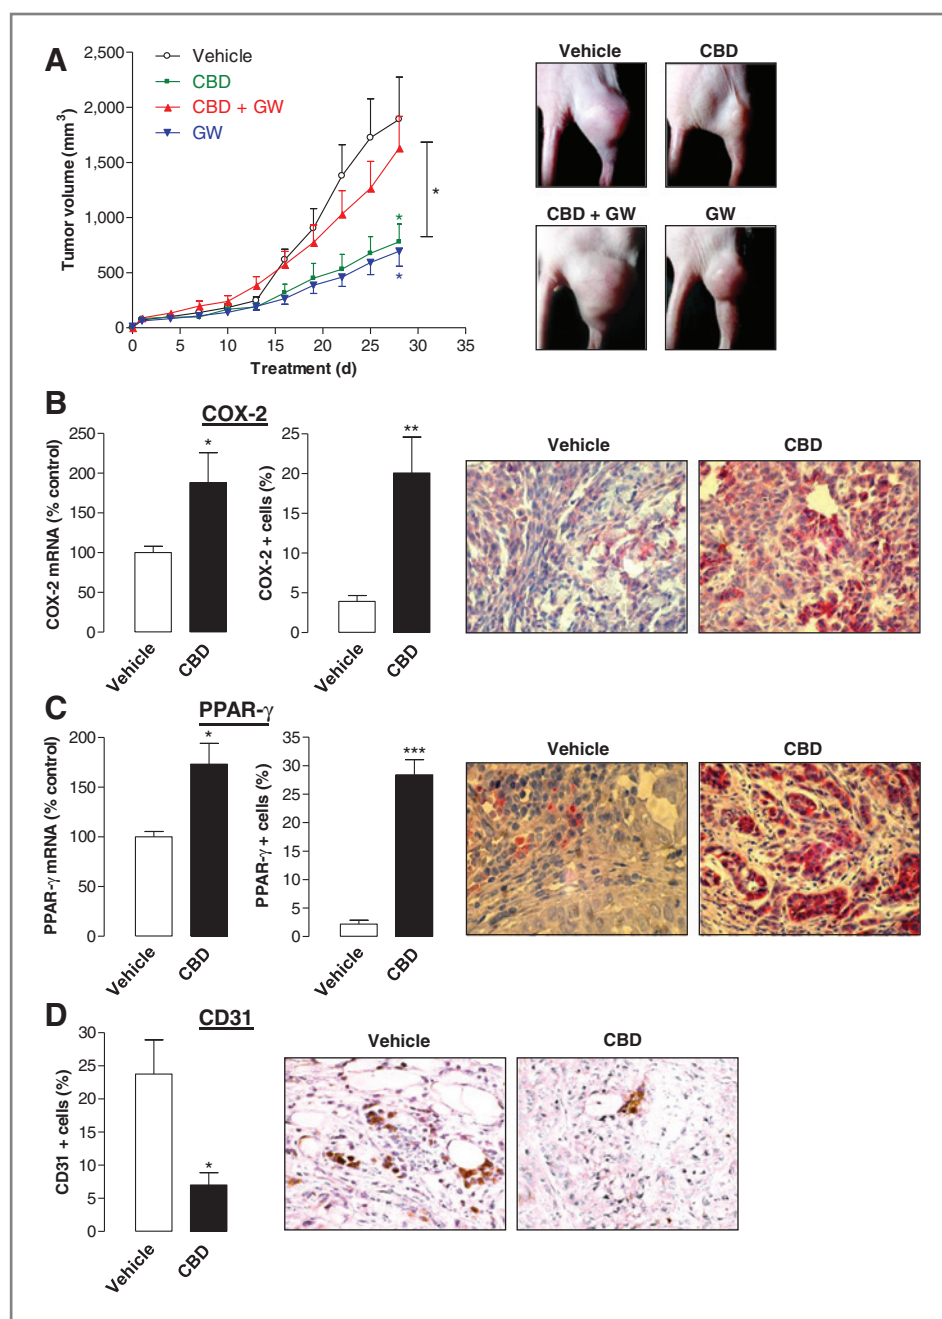 A
2,500
2,000
1,500
1,000
500
0
Tumor volume (mm³)
Vehicle
CBD
CBD + GW
GW
*
*
*
0 5 10 15 20 25 30 35
Treatment (d)
Vehicle CBD
CBD + GW GW
B
COX-2
250
200
150
100
50
0
COX-2 mRNA (% control)
*
Vehicle CBD
25
20
15
10
5
0
COX-2 + cells (%)
**
Vehicle CBD
Vehicle CBD
C
PPAR-γ
200
150
100
50
0
PPAR-γ mRNA (% control)
*
Vehicle CBD
35
30
25
20
15
10
5
0
PPAR-γ + cells (%)
***
Vehicle CBD
Vehicle CBD
D
CD31
30
25
20
15
10
5
0
CD31 + cells (%)
*
Vehicle CBD
Vehicle CBD